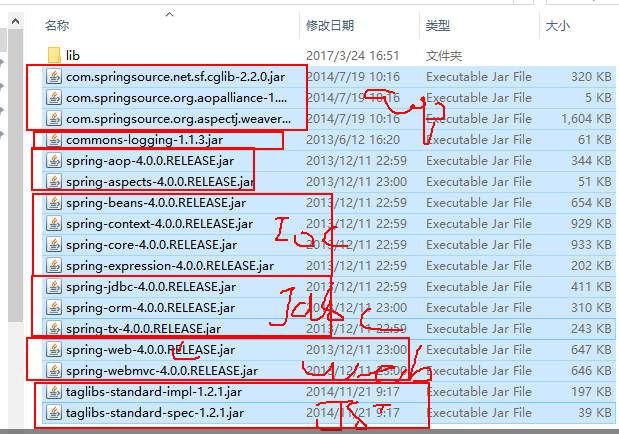 名称 修改日期 类型 大小
lib 2017/3/24 16:51 文件夹
com.springsource.net.sf.cglib-2.2.0.jar 2014/7/19 10:16 Executable Jar File 320 KB
com.springsource.org.aopalliance-1.... 2014/7/19 10:16 Executable Jar File 5 KB
com.springsource.org.aspectj.weaver... 2014/7/19 10:16 Executable Jar File 1,604 KB
commons-logging-1.1.3.jar 2013/6/12 16:20 Executable Jar File 61 KB
spring-aop-4.0.0.RELEASE.jar 2013/12/11 22:59 Executable Jar File 344 KB
spring-aspects-4.0.0.RELEASE.jar 2013/12/11 23:00 Executable Jar File 51 KB
spring-beans-4.0.0.RELEASE.jar 2013/12/11 22:59 Executable Jar File 654 KB
spring-context-4.0.0.RELEASE.jar 2013/12/11 22:59 Executable Jar File 929 KB
IOC
spring-core-4.0.0.RELEASE.jar 2013/12/11 22:59 Executable Jar File 933 KB
spring-expression-4.0.0.RELEASE.jar 2013/12/11 22:59 Executable Jar File 202 KB
spring-jdbc-4.0.0.RELEASE.jar 2013/12/11 22:59 Executable Jar File 411 KB
Jdbc
spring-orm-4.0.0.RELEASE.jar 2013/12/11 23:00 Executable Jar File 310 KB
spring-tx-4.0.0.RELEASE.jar 2013/12/11 22:59 Executable Jar File 243 KB
spring-web-4.0.0.RELEASE.jar 2013/12/11 23:00 Executable Jar File 647 KB
spring-webmvc-4.0.0.RELEASE.jar 2013/12/11 23:00 Executable Jar File 646 KB
taglibs-standard-impl-1.2.1.jar 2014/11/21 9:17 Executable Jar File 197 KB
taglibs-standard-spec-1.2.1.jar 2014/11/21 9:17 Executable Jar File 39 KB